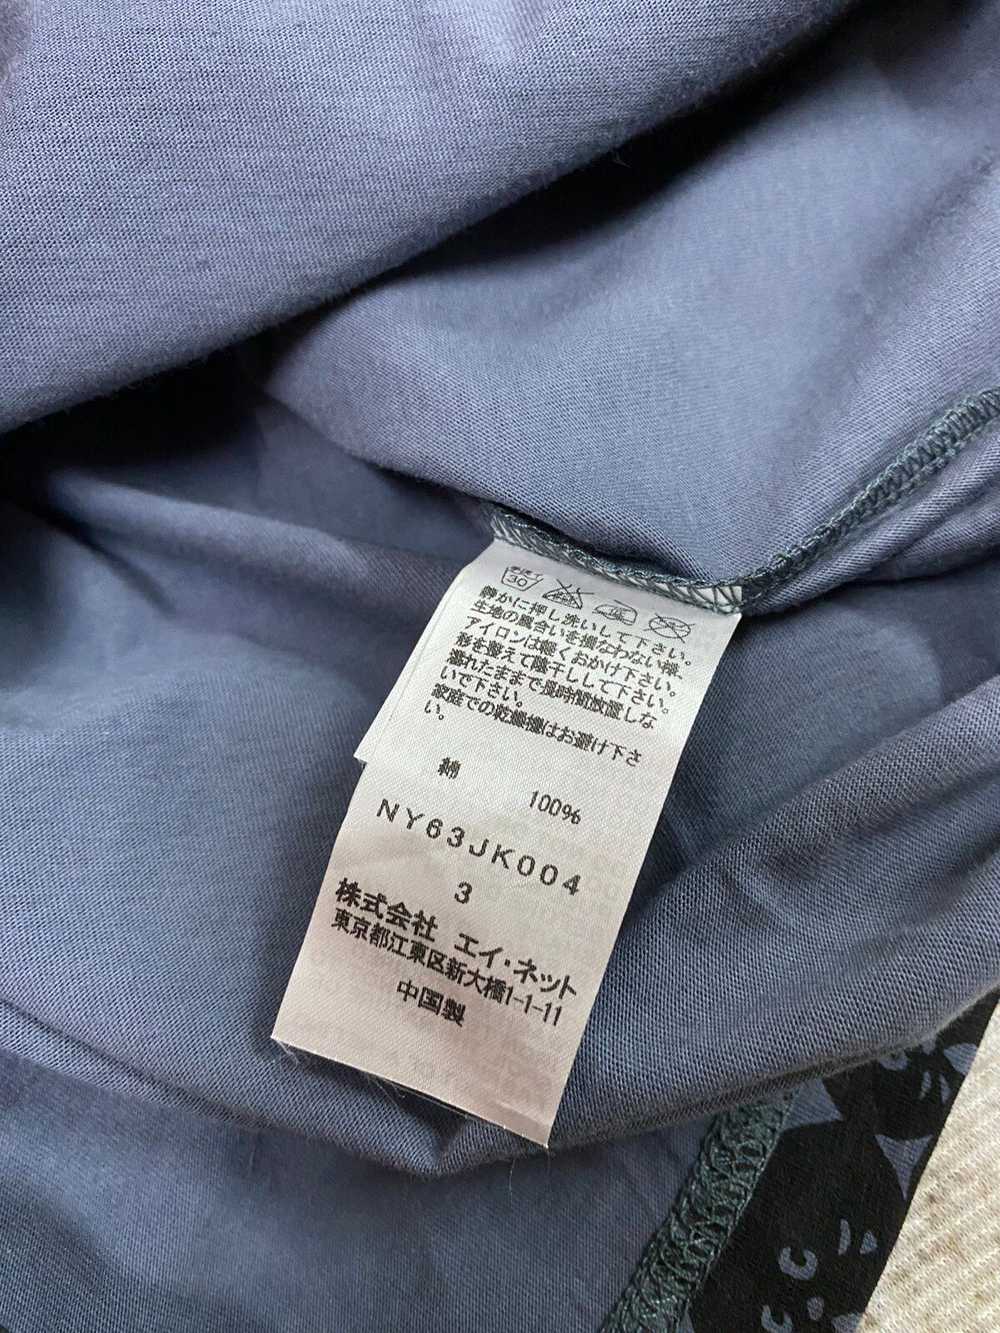 手洗イ
30
静かに押し洗いして下さい。
生地の風合いを損なわない様、
アイロンは軽くおかけ下さい。
形を整えて陰干しして下さい。
濡れたままで長時間放置しな
いで下さい。
家庭での乾燥機はお避け下さ
い。
綿 100%
NY63JK004
3
株式会社 エイ・ネット
東京都江東区新大橋1-1-11
中国製